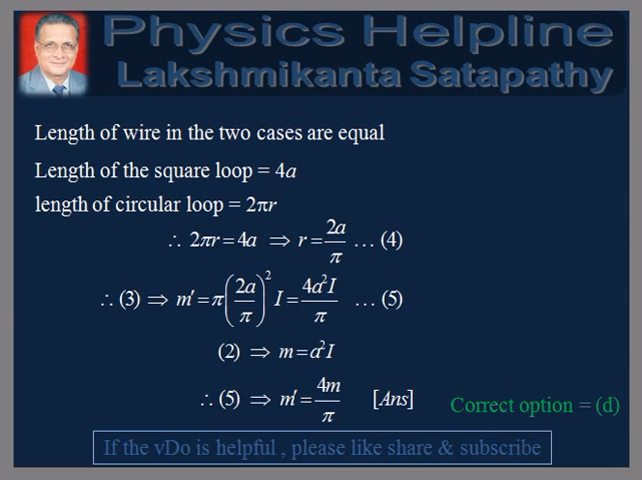 Physics Helpline
Lakshmikanta Satapathy
Length of wire in the two cases are equal
Length of the square loop = 4a
length of circular loop = 2πr
∴ 2πr = 4a ⇒ r = 2a/π … (4)
∴ (3) ⇒ m′ = π(2a/π)² I = 4a²I/π … (5)
(2) ⇒ m = a²I
∴ (5) ⇒ m′ = 4m/π [Ans]
Correct option = (d)
If the vDo is helpful , please like share & subscribe